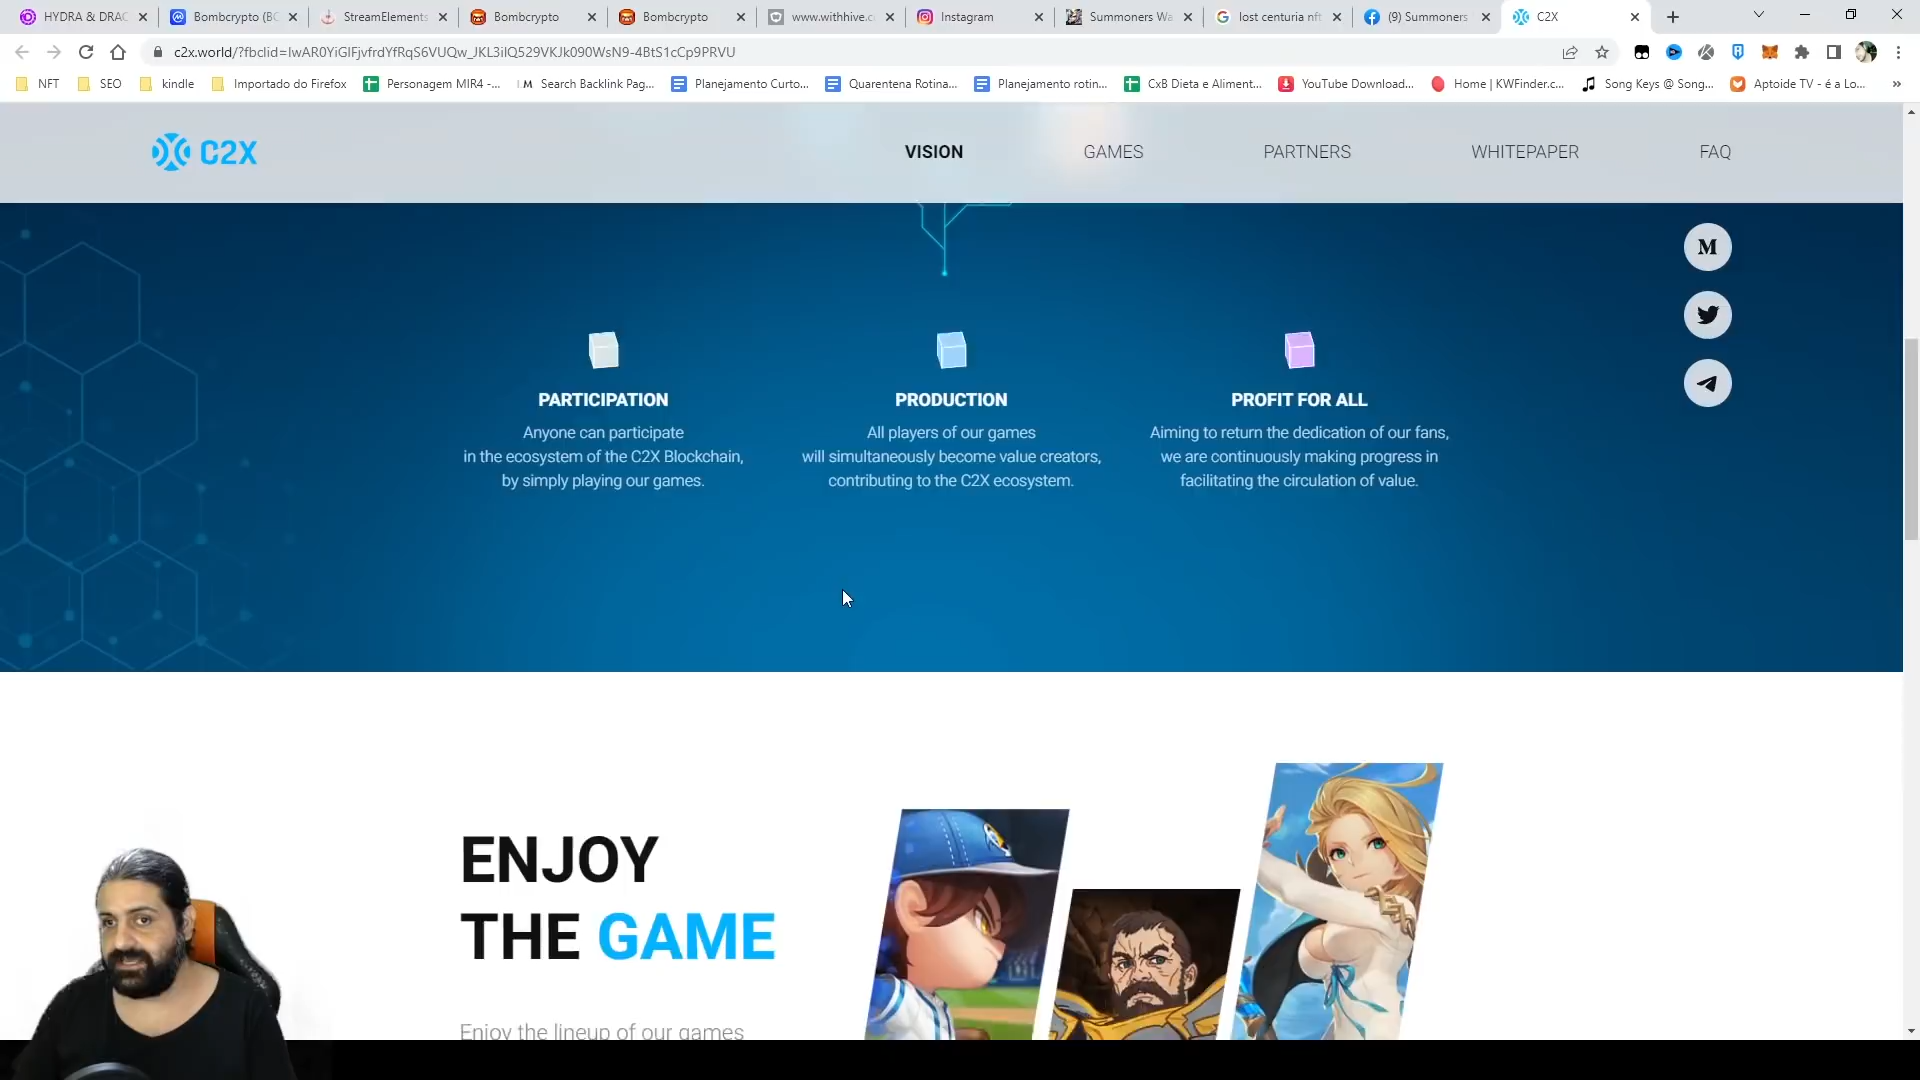 HYDRA & DRAC
Bombcrypto (BC
StreamElements
Bombcrypto
Bombcrypto
www.withhive.c
Instagram
Summoners Wa
lost centuria nft
(9) Summoners
C2X
c2x.world/?fbclid=IwAR0YiGlFjvfrdYfRqS6VUQw_JKL3iIQ529VKJk090WsN9-4BtS1cCp9PRVU
NFT
SEO
kindle
Importado do Firefox
Personagem MIR4 -...
M
Search Backlink Pag...
Planejamento Curto...
Quarentena Rotina...
Planejamento rotin...
CxB Dieta e Aliment...
YouTube Download...
Home | KWFinder.c...
Song Keys @ Song...
Aptoide TV - é a Lo...
»
C2X
VISION
GAMES
PARTNERS
WHITEPAPER
FAQ
M
PARTICIPATION
Anyone can participate
in the ecosystem of the C2X Blockchain,
by simply playing our games.
PRODUCTION
All players of our games
will simultaneously become value creators,
contributing to the C2X ecosystem.
PROFIT FOR ALL
Aiming to return the dedication of our fans,
we are continuously making progress in
facilitating the circulation of value.
ENJOY
THE GAME
Enjoy the lineup of our games